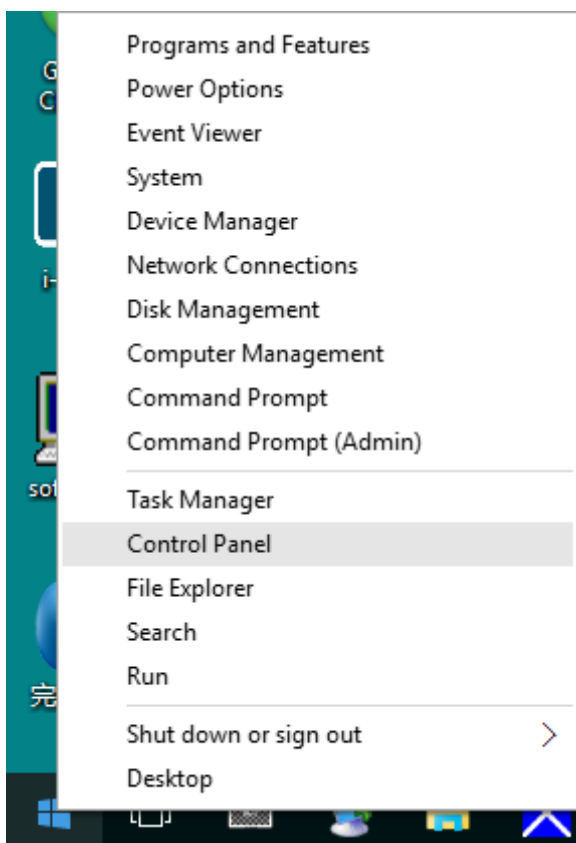 G
C
Programs and Features
Power Options
Event Viewer
System
Device Manager
Network Connections
i-
Disk Management
Computer Management
Command Prompt
Command Prompt (Admin)
Task Manager
Control Panel
File Explorer
Search
Run
完
Shut down or sign out
Desktop